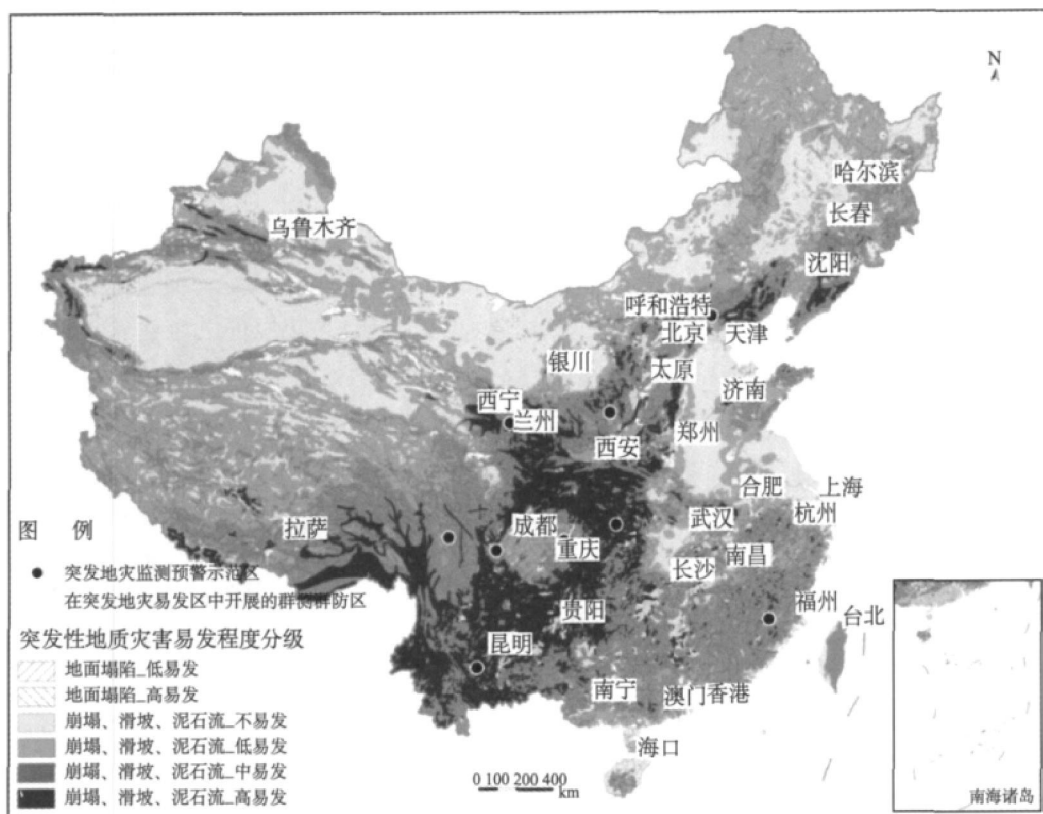 N
哈尔滨
长春
乌鲁木齐
沈阳
呼和浩特
北京
天津
银川
太原
济南
西宁
兰州
郑州
西安
合肥
上海
武汉
杭州
拉萨
成都
重庆
南昌
长沙
贵阳
福州
台北
昆明
南宁
澳门
香港
海口
图 例
突发地灾监测预警示范区
在突发地灾易发区中开展的群测群防区
突发性地质灾害易发程度分级
地面塌陷_低易发
地面塌陷_高易发
崩塌、滑坡、泥石流_不易发
崩塌、滑坡、泥石流_低易发
崩塌、滑坡、泥石流_中易发
崩塌、滑坡、泥石流_高易发
0 100 200 400
km
南海诸岛